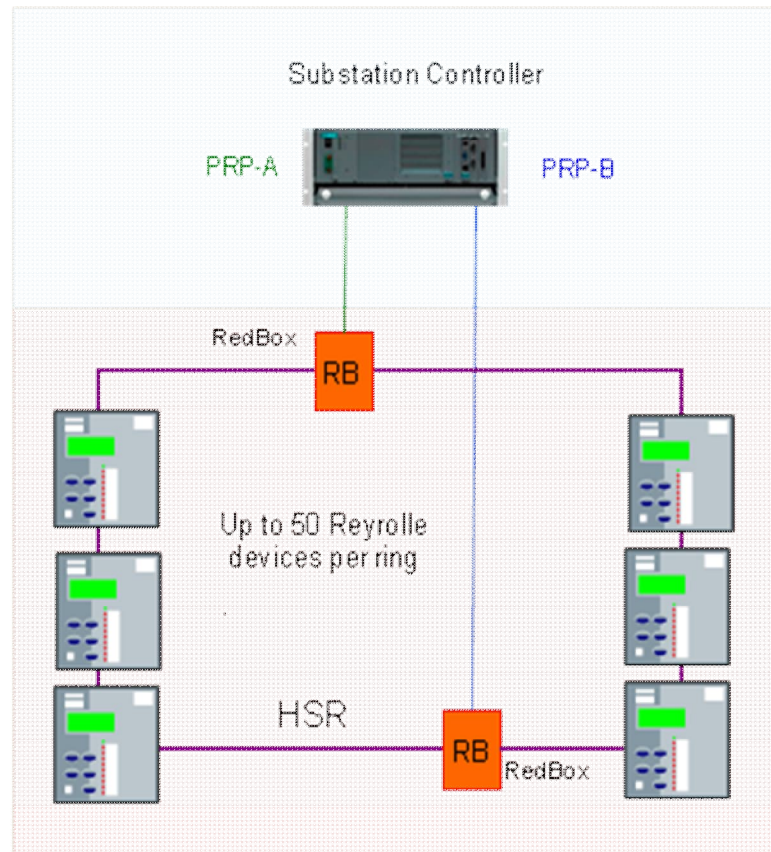 Substation Controller
PRP-A
PRP-B
RedBox
RB
Up to 50 Reyrolle
devices per ring
HSR
RB
RedBox